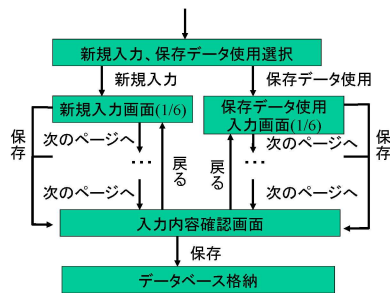 新規入力、保存データ使用選択
新規入力
保存データ使用
新規入力画面(1/6)
保存データ使用
入力画面(1/6)
保存
次のページへ
…
次のページへ
戻る
戻る
次のページへ
…
次のページへ
保存
入力内容確認画面
保存
データベース格納